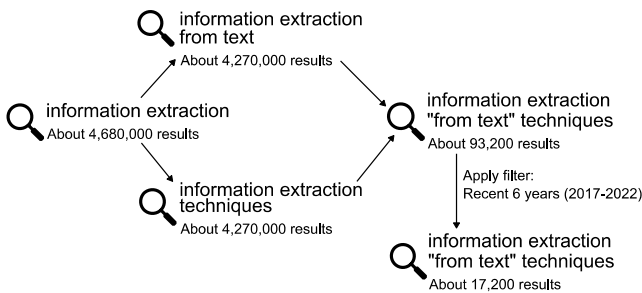 information extraction
from text
About 4,270,000 results
information extraction
About 4,680,000 results
information extraction
techniques
About 4,270,000 results
information extraction
"from text" techniques
About 93,200 results
Apply filter:
Recent 6 years (2017-2022)
information extraction
"from text" techniques
About 17,200 results